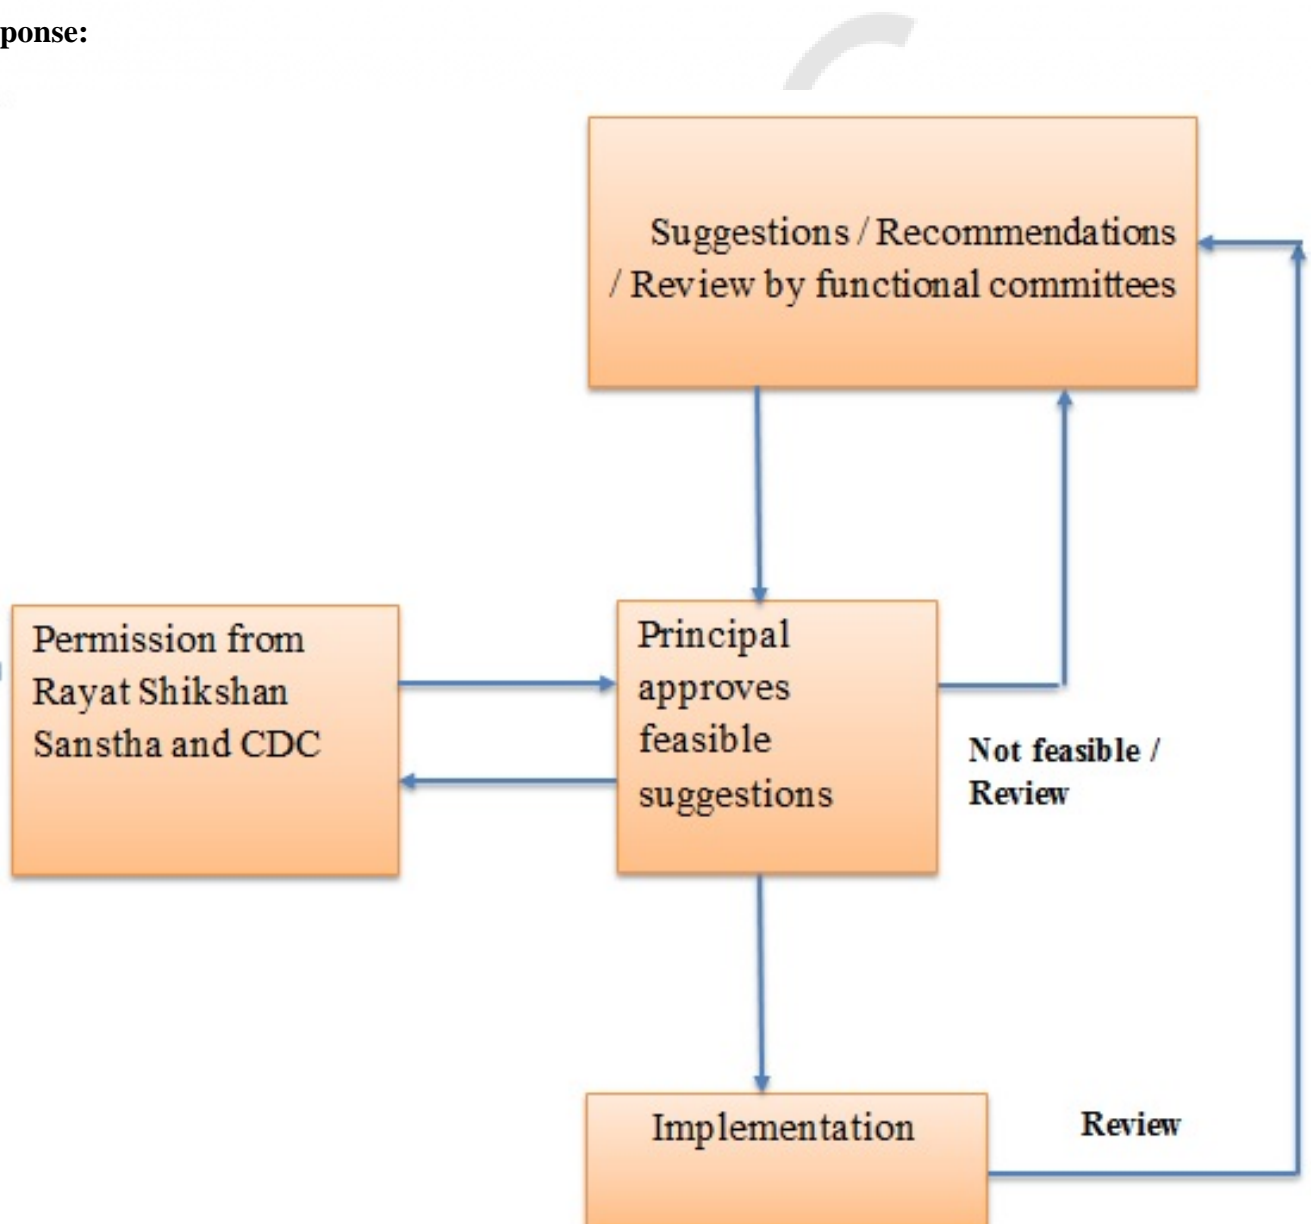 ponse:
Suggestions / Recommendations
/ Review by functional committees
Permission from
Rayat Shikshan
Sanstha and CDC
Principal
approves
feasible
suggestions
Not feasible /
Review
Implementation
Review